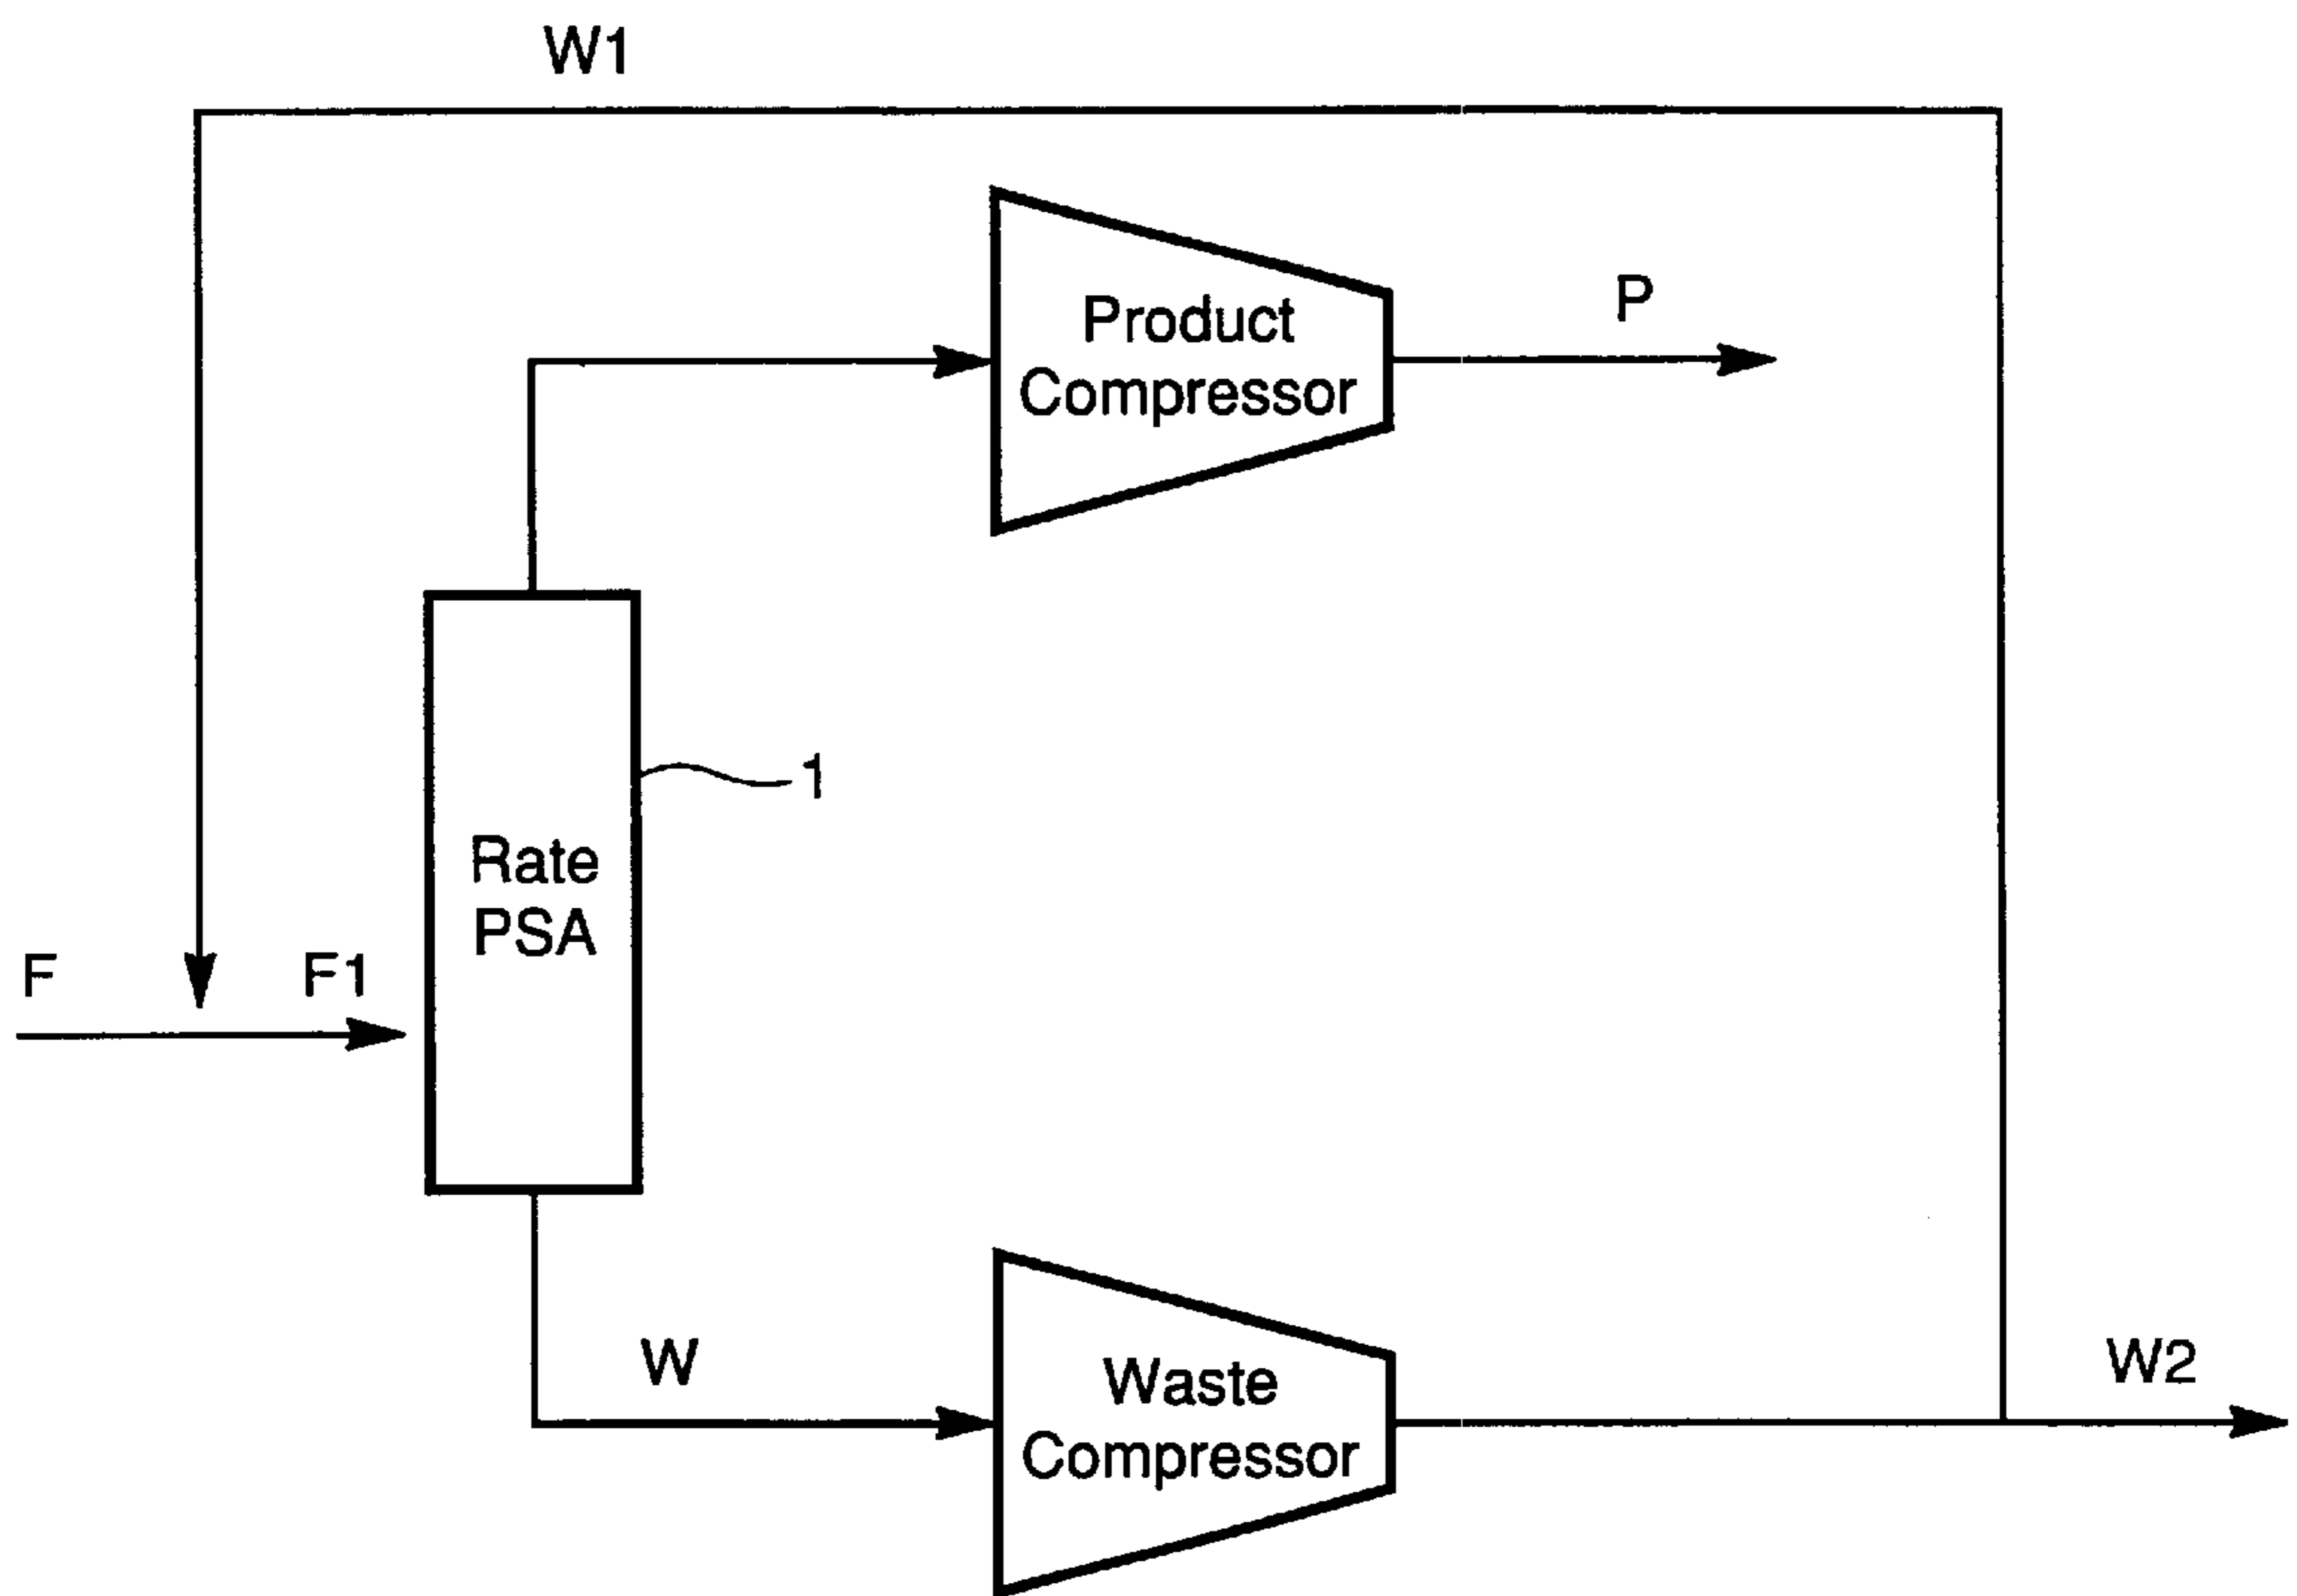 W1
Product
Compressor
P
1
Rate
PSA
F
F1
W
Waste
Compressor
W2